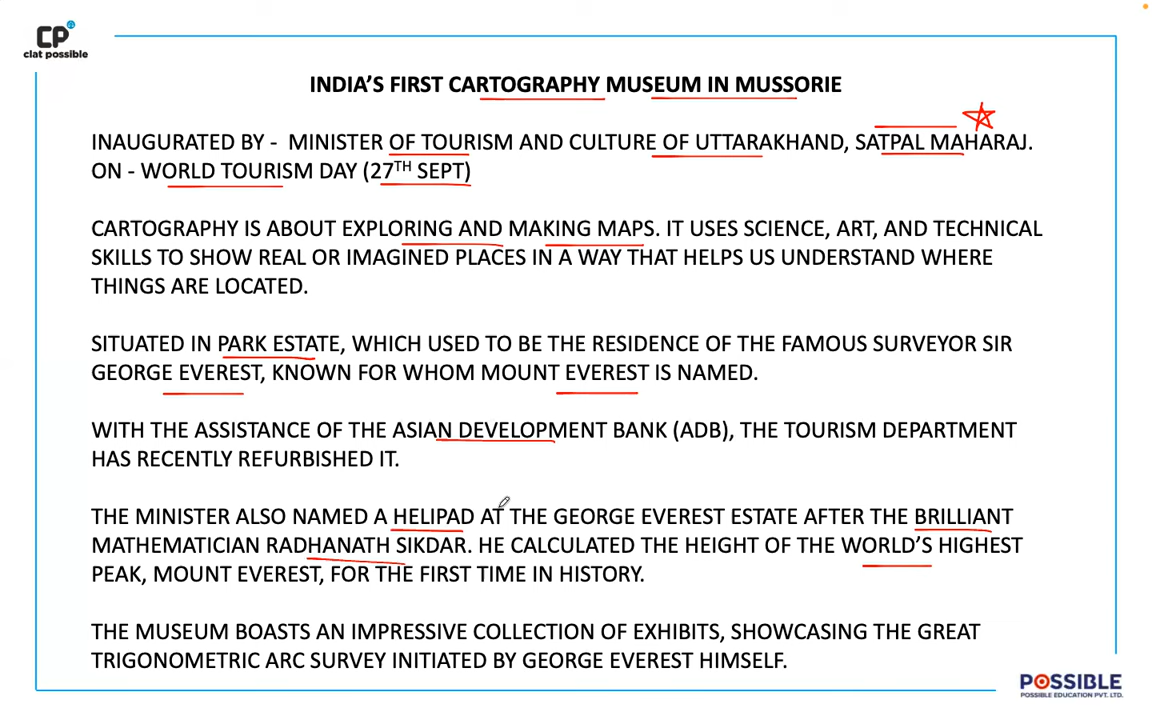 CP
clat possible
INDIA'S FIRST CARTOGRAPHY MUSEUM IN MUSSORIE
INAUGURATED BY - MINISTER OF TOURISM AND CULTURE OF UTTARAKHAND, SATPAL MAHARAJ.
ON - WORLD TOURISM DAY (27TH SEPT)
CARTOGRAPHY IS ABOUT EXPLORING AND MAKING MAPS. IT USES SCIENCE, ART, AND TECHNICAL
SKILLS TO SHOW REAL OR IMAGINED PLACES IN A WAY THAT HELPS US UNDERSTAND WHERE
THINGS ARE LOCATED.
SITUATED IN PARK ESTATE, WHICH USED TO BE THE RESIDENCE OF THE FAMOUS SURVEYOR SIR
GEORGE EVEREST, KNOWN FOR WHOM MOUNT EVEREST IS NAMED.
WITH THE ASSISTANCE OF THE ASIAN DEVELOPMENT BANK (ADB), THE TOURISM DEPARTMENT
HAS RECENTLY REFURBISHED IT.
THE MINISTER ALSO NAMED A HELIPAD AT THE GEORGE EVEREST ESTATE AFTER THE BRILLIANT
MATHEMATICIAN RADHANATH SIKDAR. HE CALCULATED THE HEIGHT OF THE WORLD'S HIGHEST
PEAK, MOUNT EVEREST, FOR THE FIRST TIME IN HISTORY.
THE MUSEUM BOASTS AN IMPRESSIVE COLLECTION OF EXHIBITS, SHOWCASING THE GREAT
TRIGONOMETRIC ARC SURVEY INITIATED BY GEORGE EVEREST HIMSELF.
POSSIBLE
POSSIBLE EDUCATION PVT. LTD.